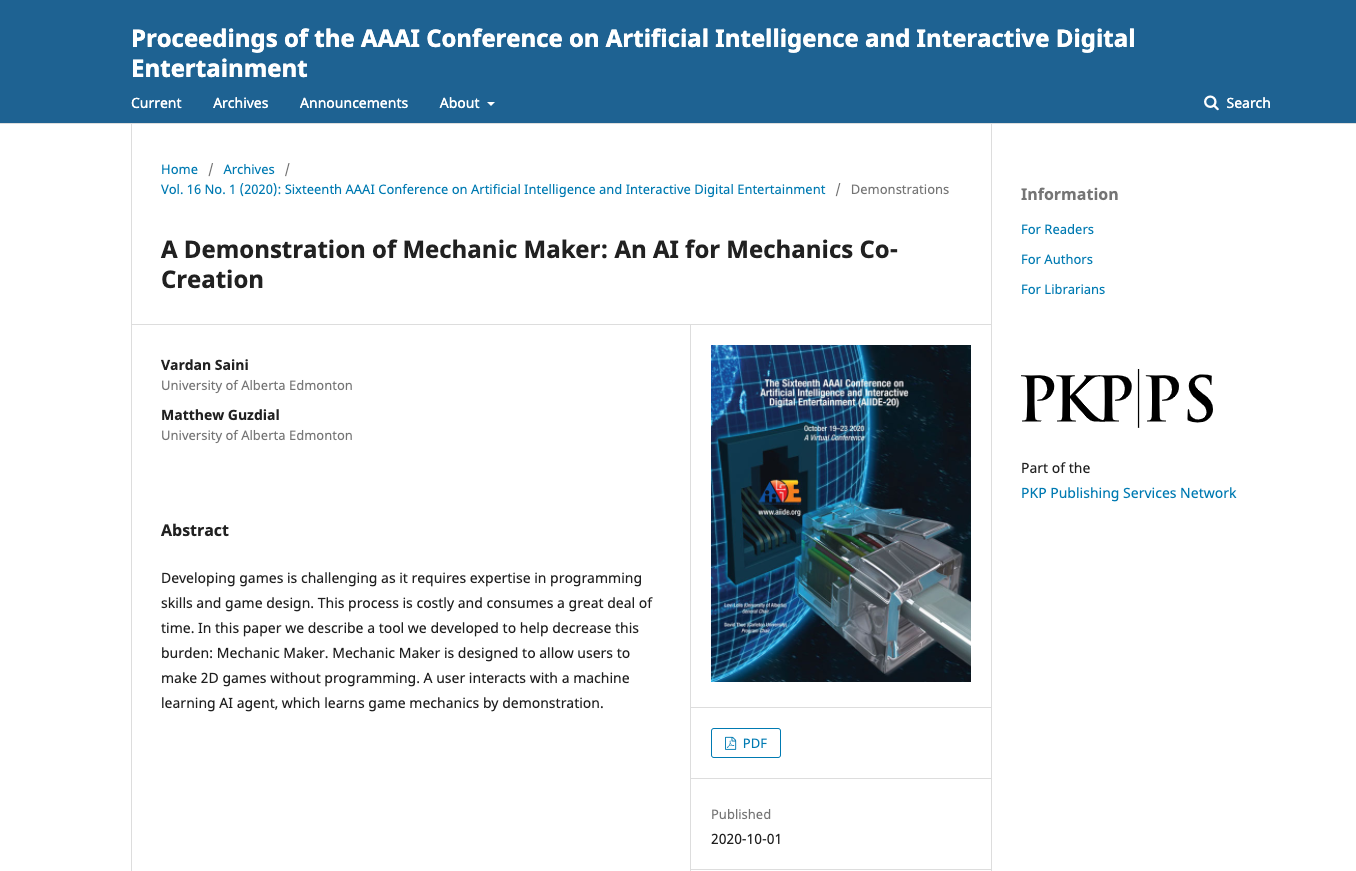 Proceedings of the AAAI Conference on Artificial Intelligence and Interactive Digital
Entertainment
Current Archives Announcements About Search
Home / Archives /
Vol. 16 No. 1 (2020): Sixteenth AAAI Conference on Artificial Intelligence and Interactive Digital Entertainment / Demonstrations
A Demonstration of Mechanic Maker: An AI for Mechanics Co-
Creation
Vardan Saini
University of Alberta Edmonton
Matthew Guzdial
University of Alberta Edmonton
Abstract
Developing games is challenging as it requires expertise in programming
skills and game design. This process is costly and consumes a great deal of
time. In this paper we describe a tool we developed to help decrease this
burden: Mechanic Maker. Mechanic Maker is designed to allow users to
make 2D games without programming. A user interacts with a machine
learning AI agent, which learns game mechanics by demonstration.
The Sixteenth AAAI Conference on
Artificial Intelligence and Interactive
Digital Entertainment (AIIDE-20)
October 19–23, 2020
A Virtual Conference
www.aiide.org
General Chair
Program Chair
PDF
Published
2020-10-01
Information
For Readers
For Authors
For Librarians
PKP|PS
Part of the
PKP Publishing Services Network